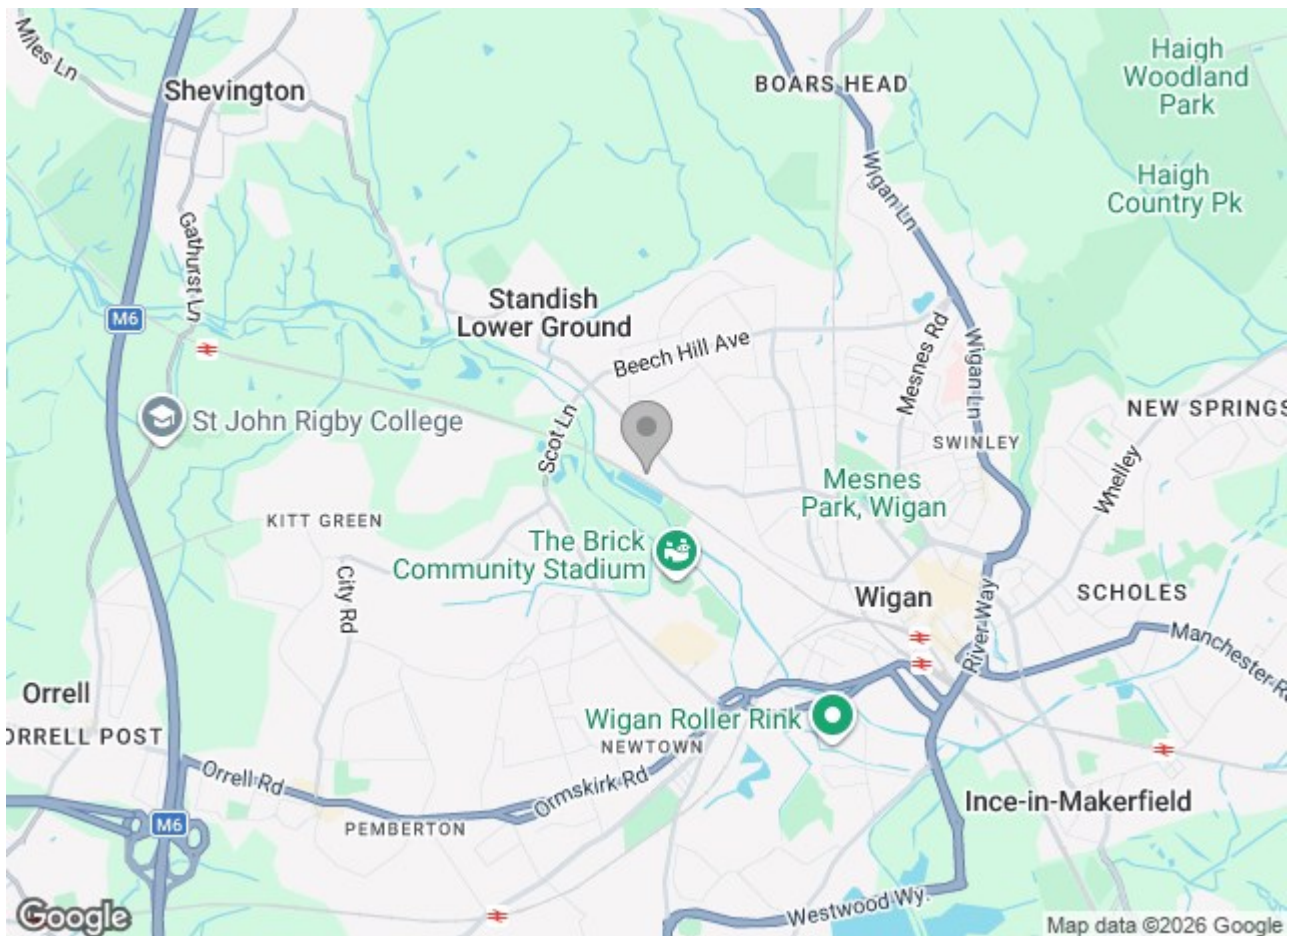 Miles Ln
Shevington
BOARS HEAD
Haigh
Woodland
Park
Haigh
Country Pk
Wigan Ln
Gathurst Ln
M6
Standish
Lower Ground
Beech Hill Ave
Mesnes Rd
Wigan Ln
St John Rigby College
Scot Ln
NEW SPRINGS
SWINLEY
Whelley
Mesnes
Park, Wigan
KITT GREEN
The Brick
Community Stadium
City Rd
Wigan
SCHOLES
River Way
Manchester Rd
Orrell
ORRELL POST
Wigan Roller Rink
NEWTOWN
Orrell Rd
Ormskirk Rd
M6
PEMBERTON
Ince-in-Makerfield
Westwood Wy.
Google
Map data ©2026 Google